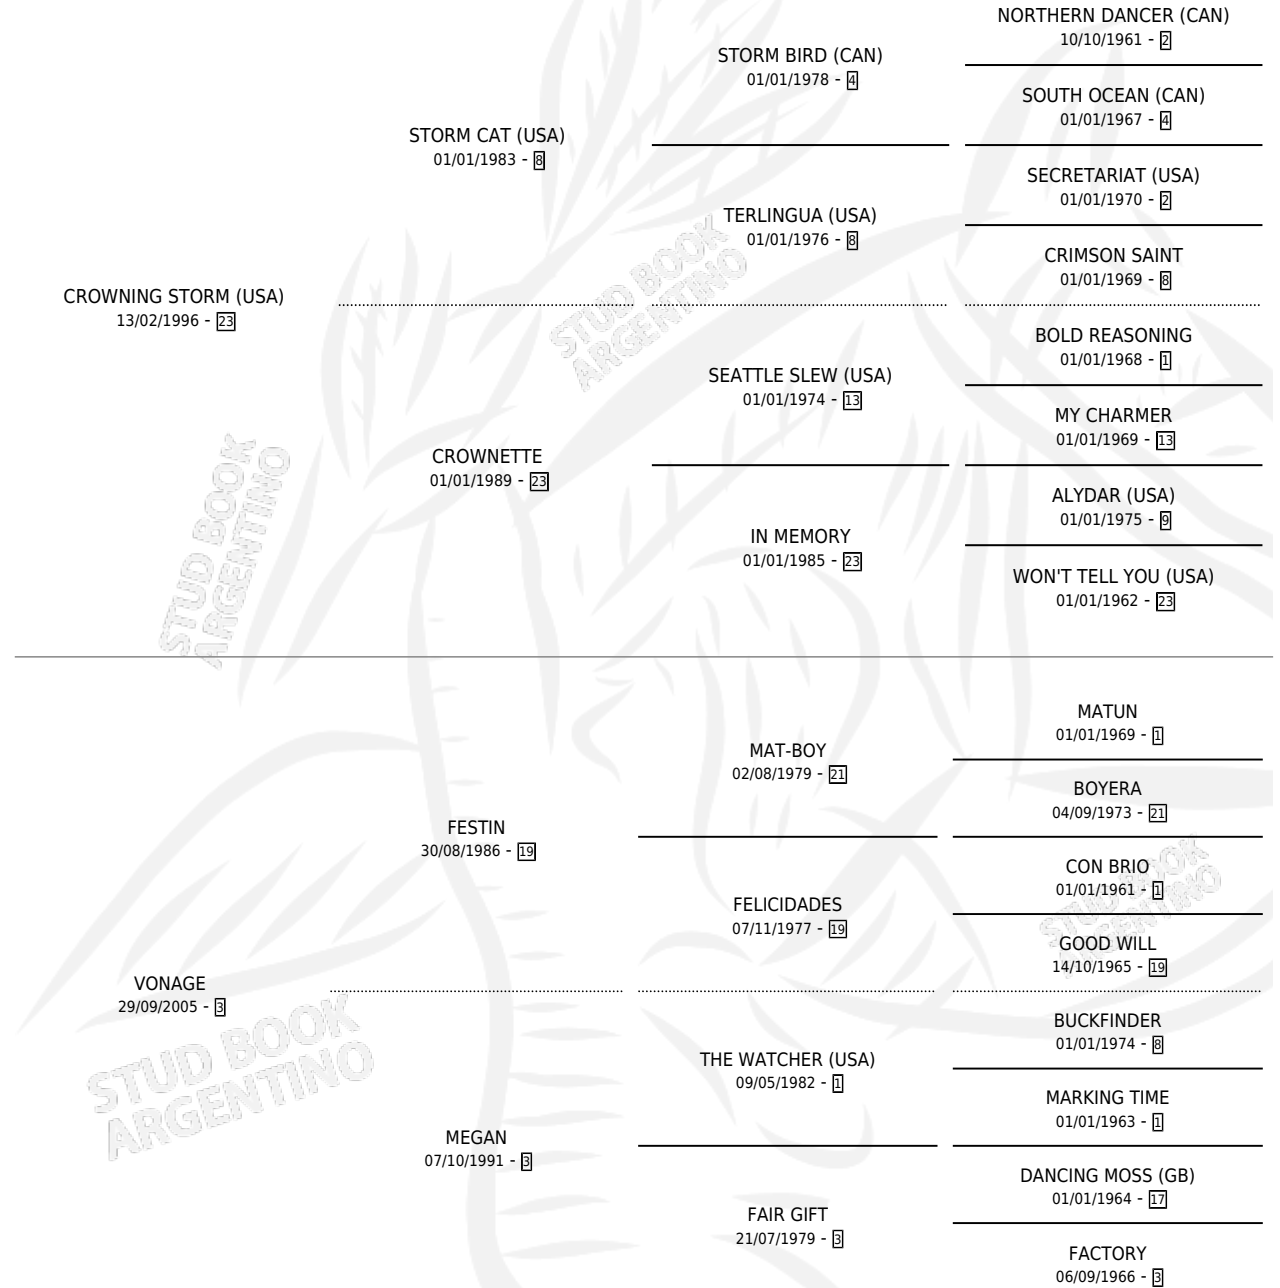 NORTHERN DANCER (CAN)
10/10/1961 - 2
STORM BIRD (CAN)
01/01/1978 - 4
SOUTH OCEAN (CAN)
01/01/1967 - 4
STORM CAT (USA)
01/01/1983 - 8
SECRETARIAT (USA)
01/01/1970 - 2
TERLINGUA (USA)
01/01/1976 - 8
CRIMSON SAINT
01/01/1969 - 8
CROWNING STORM (USA)
13/02/1996 - 23
STUD BOOK
ARGENTINO
BOLD REASONING
01/01/1968 - 1
SEATTLE SLEW (USA)
01/01/1974 - 13
MY CHARMER
01/01/1969 - 13
CROWNETTE
01/01/1989 - 23
ALYDAR (USA)
01/01/1975 - 9
IN MEMORY
01/01/1985 - 23
WON'T TELL YOU (USA)
01/01/1962 - 23
STUD BOOK
ARGENTINO
MATUN
01/01/1969 - 1
MAT-BOY
02/08/1979 - 21
BOYERA
04/09/1973 - 21
FESTIN
30/08/1986 - 19
CON BRIO
01/01/1961 - 1
FELICIDADES
07/11/1977 - 19
STUD BOOK
ARGENTINO
GOOD WILL
14/10/1965 - 19
VONAGE
29/09/2005 - 3
BUCKFINDER
01/01/1974 - 8
THE WATCHER (USA)
09/05/1982 - 1
MARKING TIME
01/01/1963 - 1
STUD BOOK
ARGENTINO
MEGAN
07/10/1991 - 3
DANCING MOSS (GB)
01/01/1964 - 17
FAIR GIFT
21/07/1979 - 3
FACTORY
06/09/1966 - 3